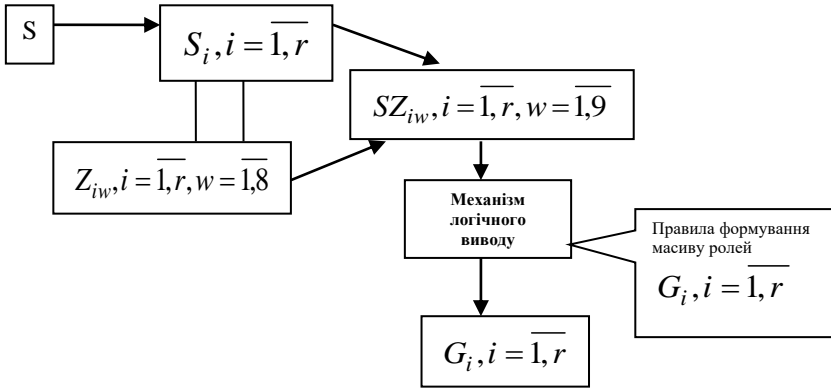 S
S_i, i = \overline{1, r}
SZ_{iw}, i = \overline{1, r}, w = \overline{1,9}
Z_{iw}, i = \overline{1, r}, w = \overline{1,8}
Механізм
логічного
виводу
Правила формування
масиву ролей
G_i, i = \overline{1, r}
G_i, i = \overline{1, r}